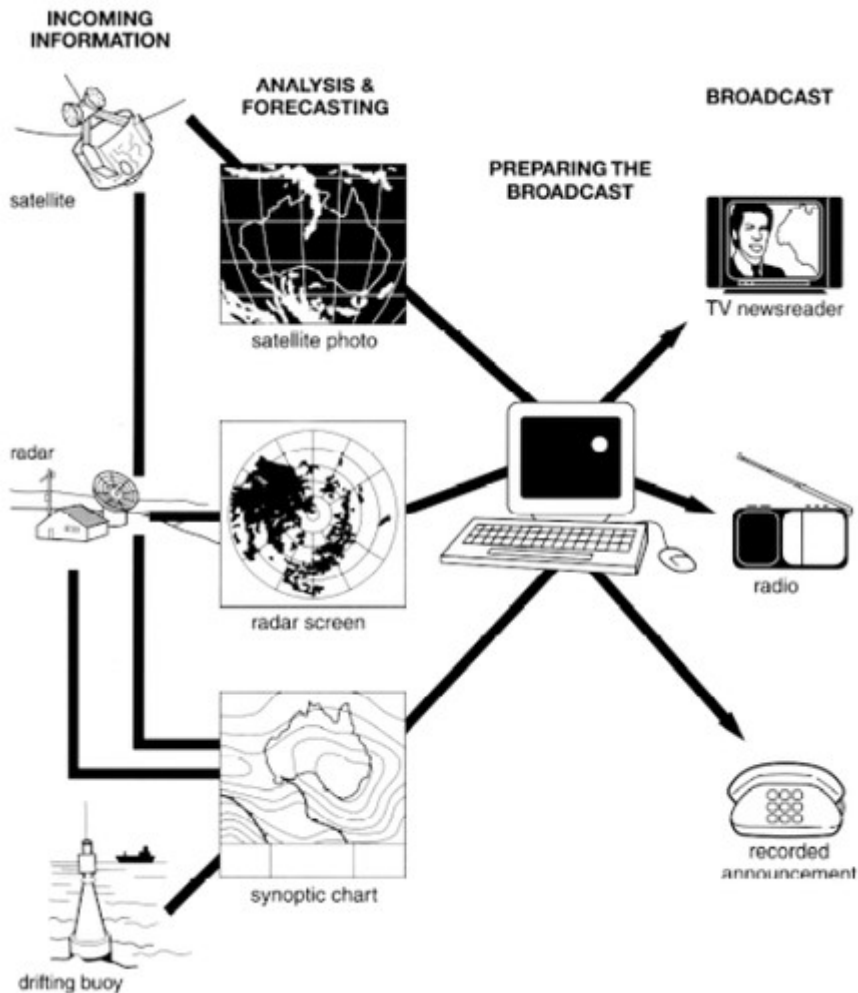 INCOMING
INFORMATION
ANALYSIS &
FORECASTING
PREPARING THE
BROADCAST
BROADCAST
satellite
satellite photo
TV newsreader
radar
radar screen
radio
synoptic chart
recorded
announcement
drifting buoy